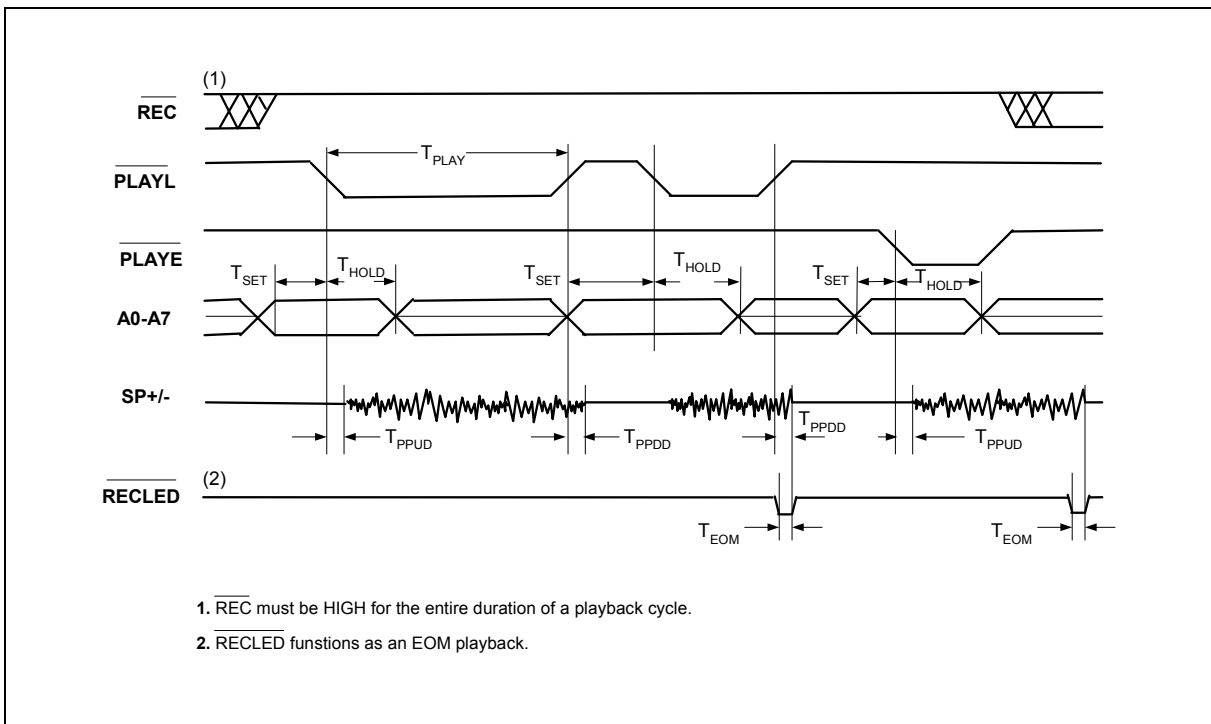 (1)
REC
T_PLAY
PLAYL
PLAYE
T_SET T_HOLD T_SET T_HOLD T_SET T_HOLD
A0-A7
SP+/-
T_PPUD T_PPDD T_PPDD T_PPUD
(2)
RECLED
T_EOM T_EOM
1. REC must be HIGH for the entire duration of a playback cycle.
2. RECLED funstions as an EOM playback.